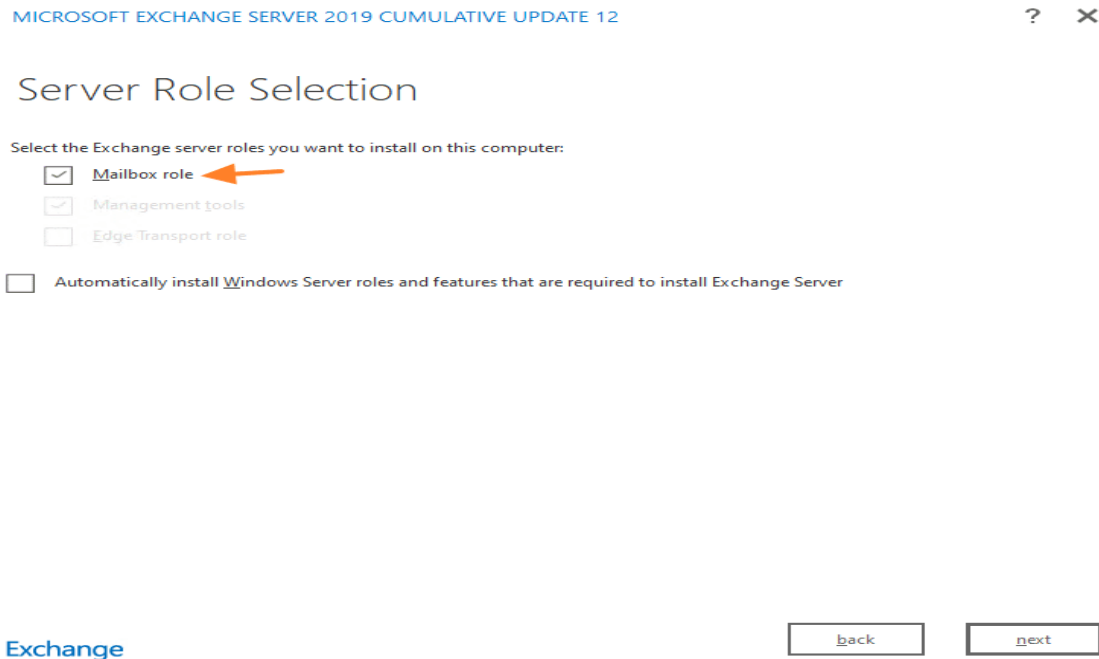 MICROSOFT EXCHANGE SERVER 2019 CUMULATIVE UPDATE 12
?
Server Role Selection
Select the Exchange server roles you want to install on this computer:
Mailbox role
Management tools
Edge Transport role
Automatically install Windows Server roles and features that are required to install Exchange Server
Exchange
back
next